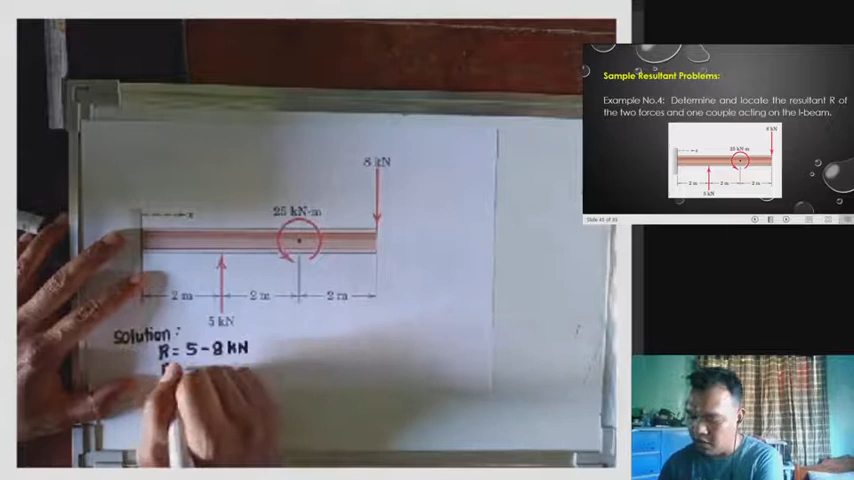 8 kN
25 kN·m
x
2 m
2 m
2 m
5 kN
Solution :
R = 5 - 8 kN
Sample Resultant Problems:
Example No.4: Determine and locate the resultant R of
the two forces and one couple acting on the I-beam.
8 kN
25 kN·m
x
2 m
2 m
2 m
5 kN